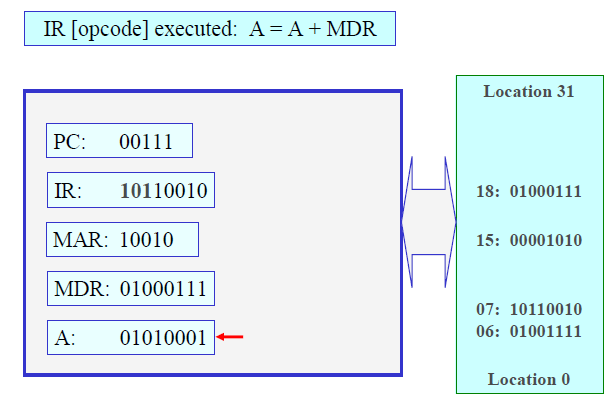 IR [opcode] executed:  A = A + MDR
PC: 00111
IR: 10110010
MAR: 10010
MDR: 01000111
A: 01010001
Location 31
18: 01000111
15: 00001010
07: 10110010
06: 01001111
Location 0